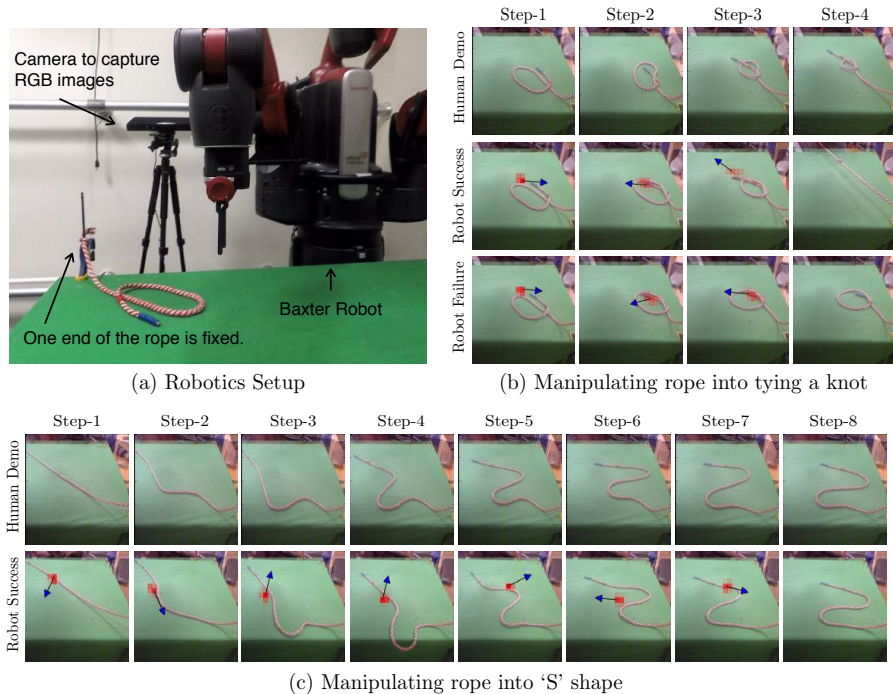 Camera to capture
RGB images
Baxter Robot
One end of the rope is fixed.
(a) Robotics Setup
Step-1 Step-2 Step-3 Step-4
Human Demo
Robot Success
Robot Failure
(b) Manipulating rope into tying a knot
Step-1 Step-2 Step-3 Step-4 Step-5 Step-6 Step-7 Step-8
Human Demo
Robot Success
(c) Manipulating rope into ‘S’ shape